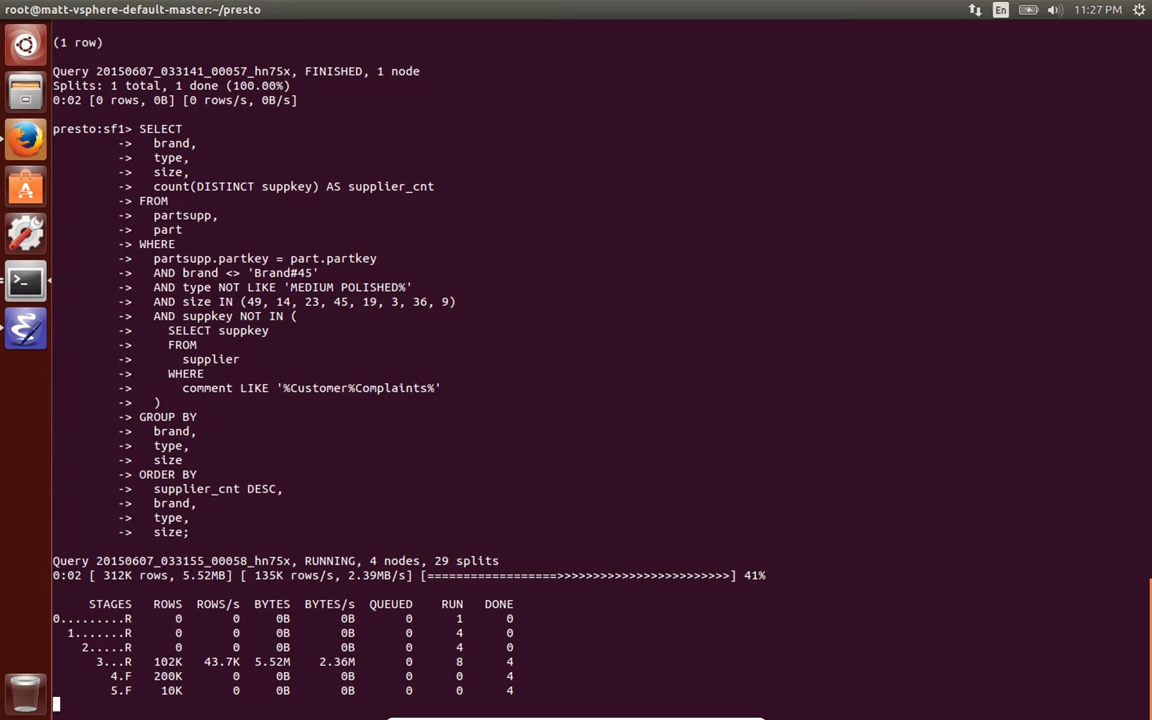 root@matt-vsphere-default-master:~/presto
En
11:27 PM
(1 row)
Query 20150607_033141_00057_hn75x, FINISHED, 1 node
Splits: 1 total, 1 done (100.00%)
0:02 [0 rows, 0B] [0 rows/s, 0B/s]
presto:sf1> SELECT
-> brand,
-> type,
-> size,
-> count(DISTINCT suppkey) AS supplier_cnt
-> FROM
-> partsupp,
-> part
-> WHERE
-> partsupp.partkey = part.partkey
-> AND brand <> 'Brand#45'
-> AND type NOT LIKE 'MEDIUM POLISHED%'
-> AND size IN (49, 14, 23, 45, 19, 3, 36, 9)
-> AND suppkey NOT IN (
-> SELECT suppkey
-> FROM
-> supplier
-> WHERE
-> comment LIKE '%Customer%Complaints%'
-> )
-> GROUP BY
-> brand,
-> type,
-> size
-> ORDER BY
-> supplier_cnt DESC,
-> brand,
-> type,
-> size;
Query 20150607_033155_00058_hn75x, RUNNING, 4 nodes, 29 splits
0:02 [ 312K rows, 5.52MB] [ 135K rows/s, 2.39MB/s] [==================>>>>>>>>>>>>>>>>>>>>>>>>] 41%
STAGES ROWS ROWS/s BYTES BYTES/s QUEUED RUN DONE
0.........R 0 0 0B 0B 0 1 0
1.......R 0 0 0B 0B 0 4 0
2.....R 0 0 0B 0B 0 4 0
3...R 102K 43.7K 5.52M 2.36M 0 8 4
4.F 200K 0 0B 0B 0 0 4
5.F 10K 0 0B 0B 0 0 4